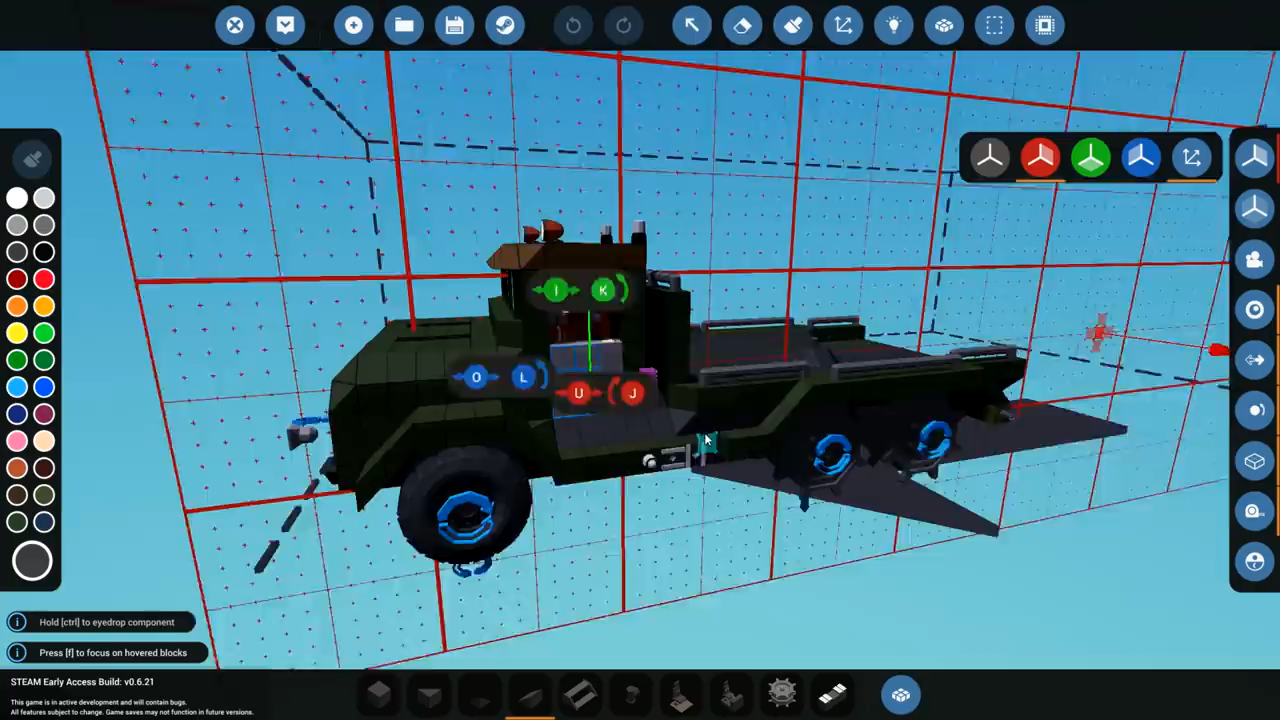 I K
O L
U J
Hold [ctrl] to eyedrop component
Press [f] to focus on hovered blocks
STEAM Early Access Build: v0.6.21
This game is in active development and will contain bugs.
All features subject to change. Game saves may not function in future versions.